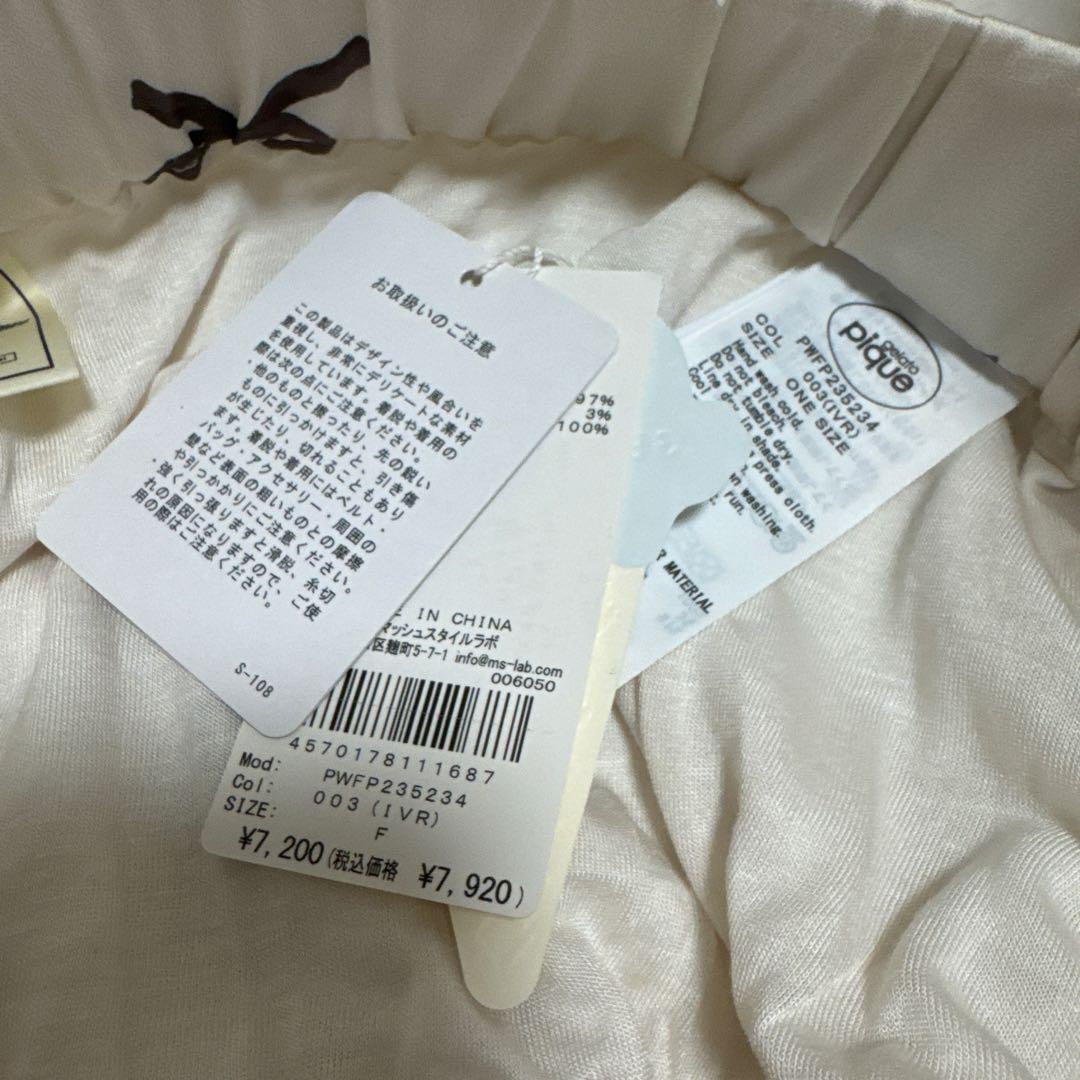 お取扱いのご注意
この製品はデザイン性や風合いを
重視し、非常にデリケートな素材
を使用しています。着脱や着用の
際は次の点にご注意ください。
・他のものと擦ったり、先の鋭い
ものに引っかけますと、引き傷
が生じたり、切れることもあり
ます。着脱や着用にはベルト・
バッグ・アクセサリー・周囲の
壁など表面の粗いものとの摩擦
や引っかかりにご注意ください。
・強く引っ張りますと滑脱、糸切
れの原因になりますので、ご使
用の際はご注意ください。
S-108
97%
3%
100%
IN CHINA
マッシュスタイルラボ
区麹町5-7-1 info@ms-lab.com
006050
4570178111687
Mod: PWFP235234
Col: 003(IVR)
SIZE: F
¥7,200(税込価格 ¥7,920)
gelato
pique
PWFP235234
COL 003(IVR)
SIZE ONE SIZE
Hand wash cold.
Do not bleach.
Do not tumble dry.
Line dry in shade.
Cool press cloth.
washing.
run.
MATERIAL